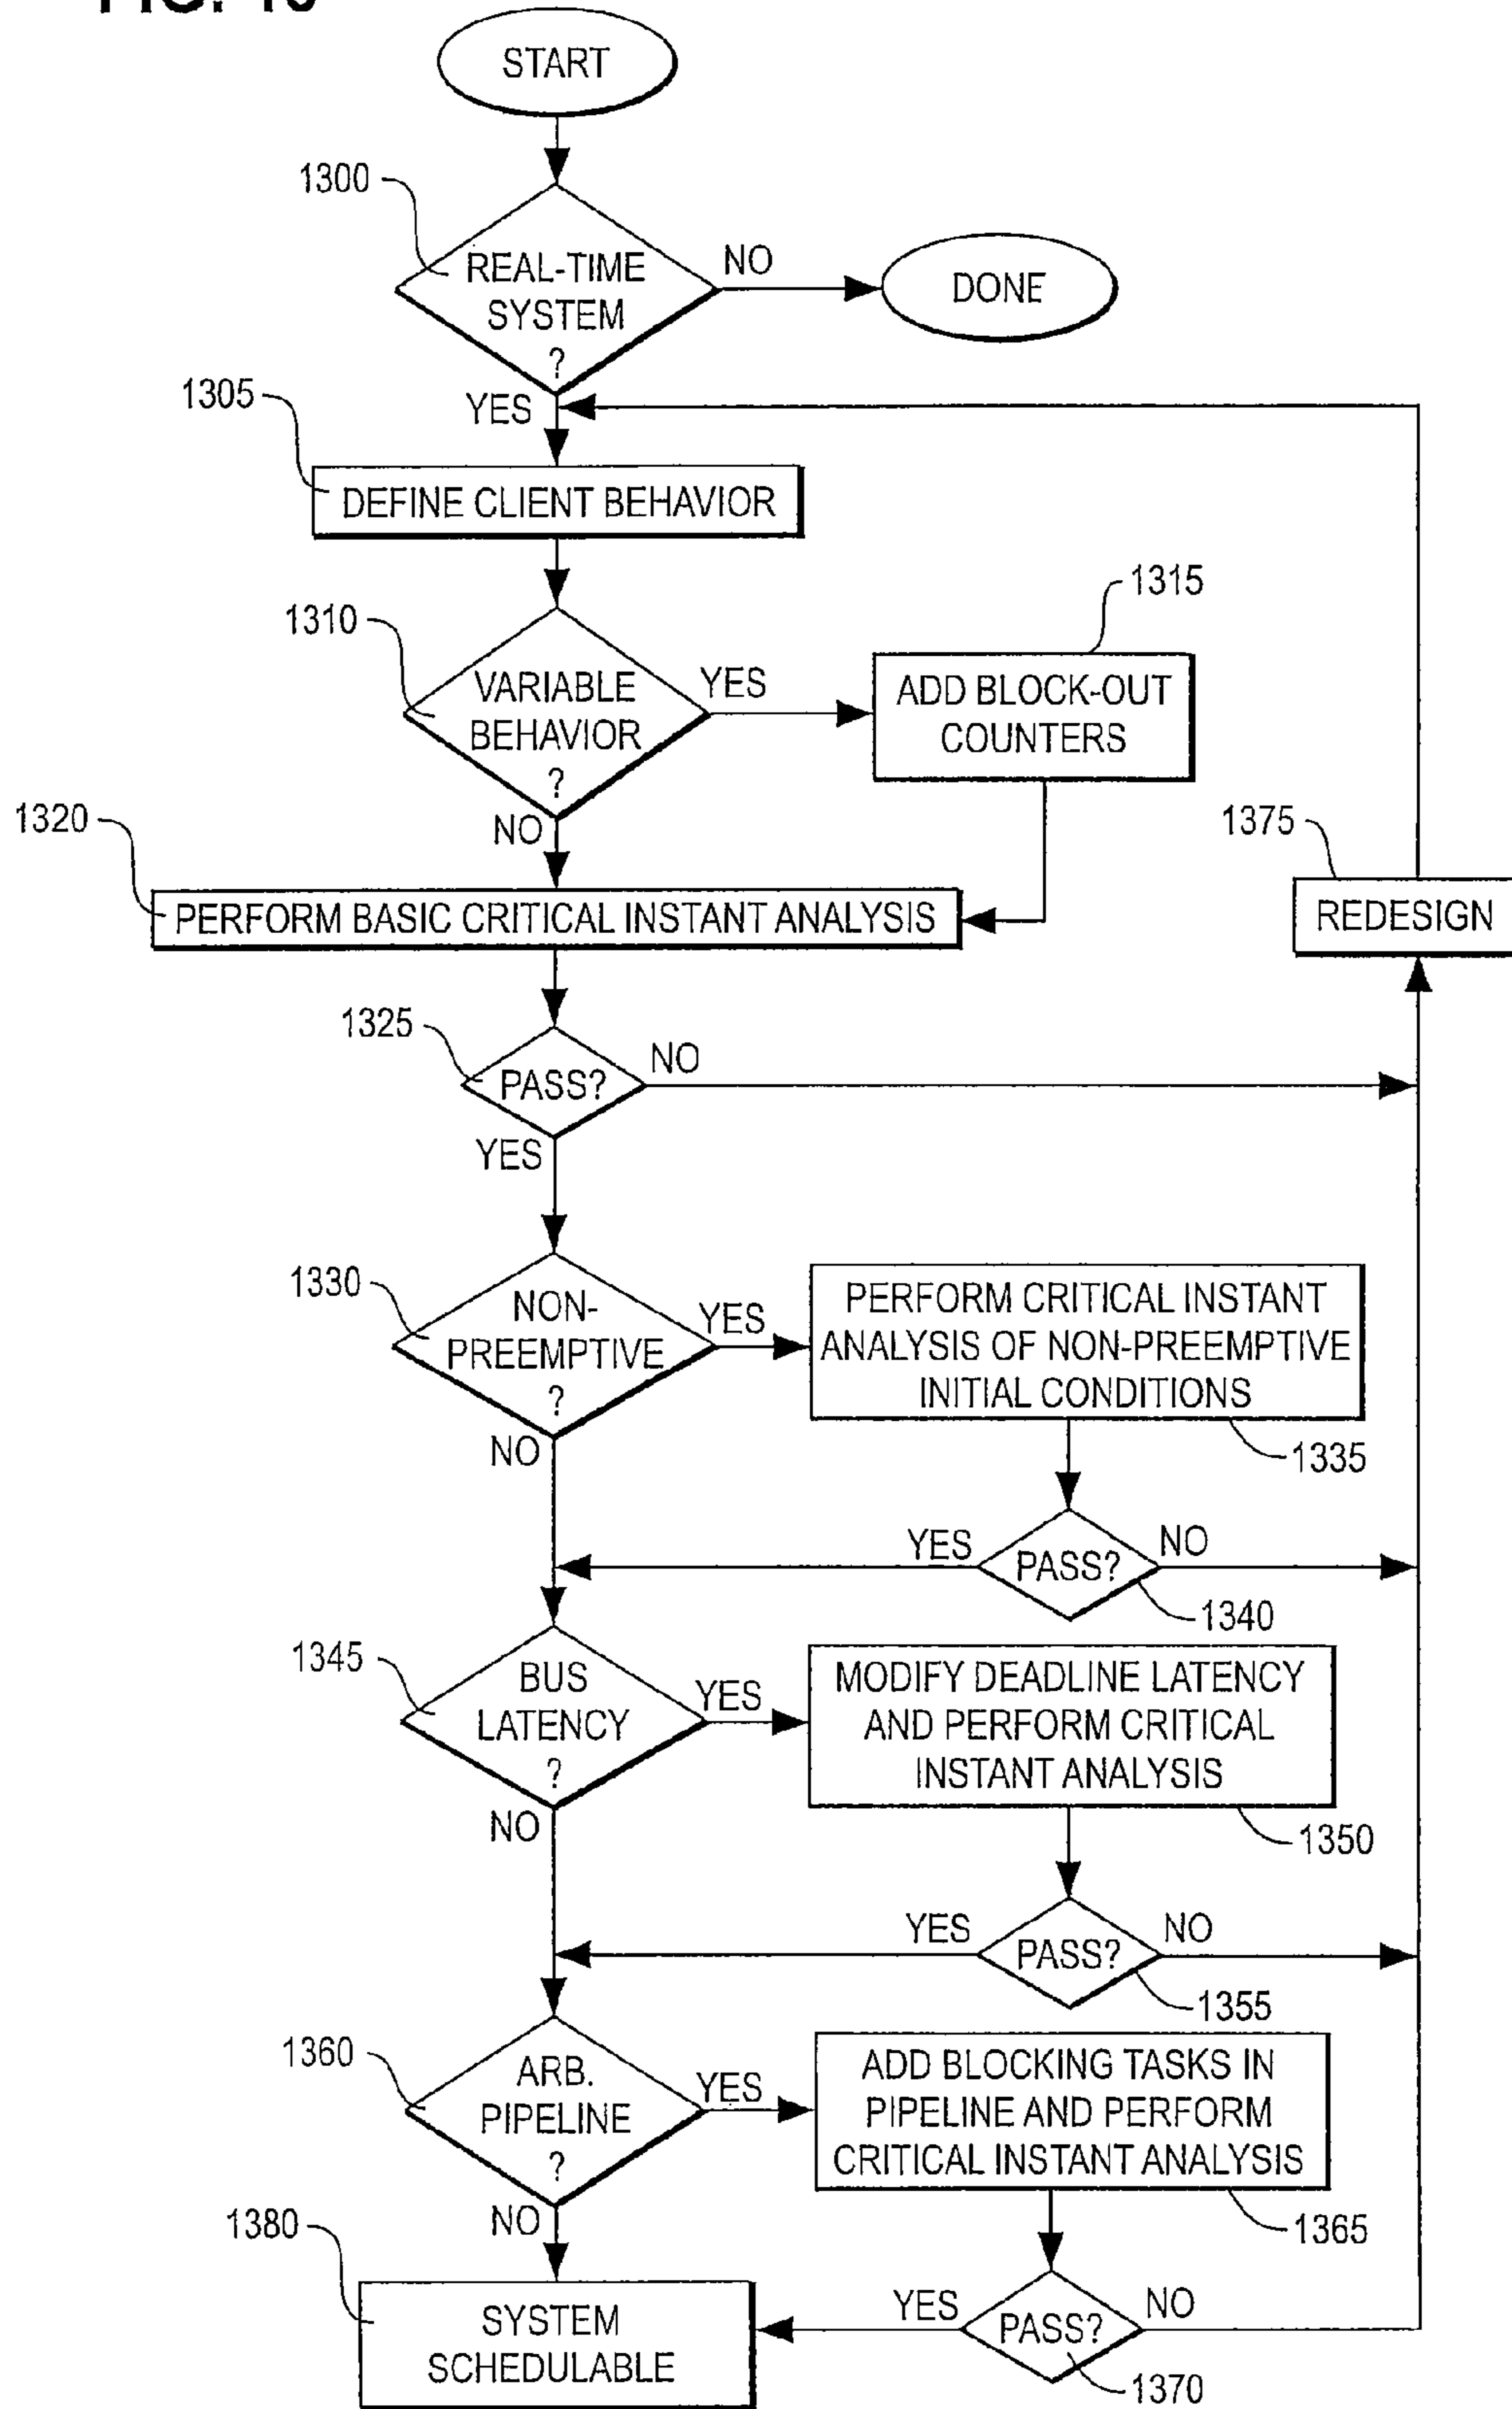 FIG.
START
1300
REAL-TIME
SYSTEM
?
NO
DONE
YES
1305
DEFINE CLIENT BEHAVIOR
1310
VARIABLE
BEHAVIOR
?
YES
1315
ADD BLOCK-OUT
COUNTERS
NO
1320
PERFORM BASIC CRITICAL INSTANT ANALYSIS
1375
REDESIGN
1325
PASS?
NO
YES
1330
NON-
PREEMPTIVE
?
YES
PERFORM CRITICAL INSTANT
ANALYSIS OF NON-PREEMPTIVE
INITIAL CONDITIONS
1335
NO
YES
PASS?
NO
1340
1345
BUS
LATENCY
?
YES
MODIFY DEADLINE LATENCY
AND PERFORM CRITICAL
INSTANT ANALYSIS
1350
NO
YES
PASS?
NO
1355
1360
ARB.
PIPELINE
?
YES
ADD BLOCKING TASKS IN
PIPELINE AND PERFORM
CRITICAL INSTANT ANALYSIS
1365
NO
1380
SYSTEM
SCHEDULABLE
YES
PASS?
NO
1370